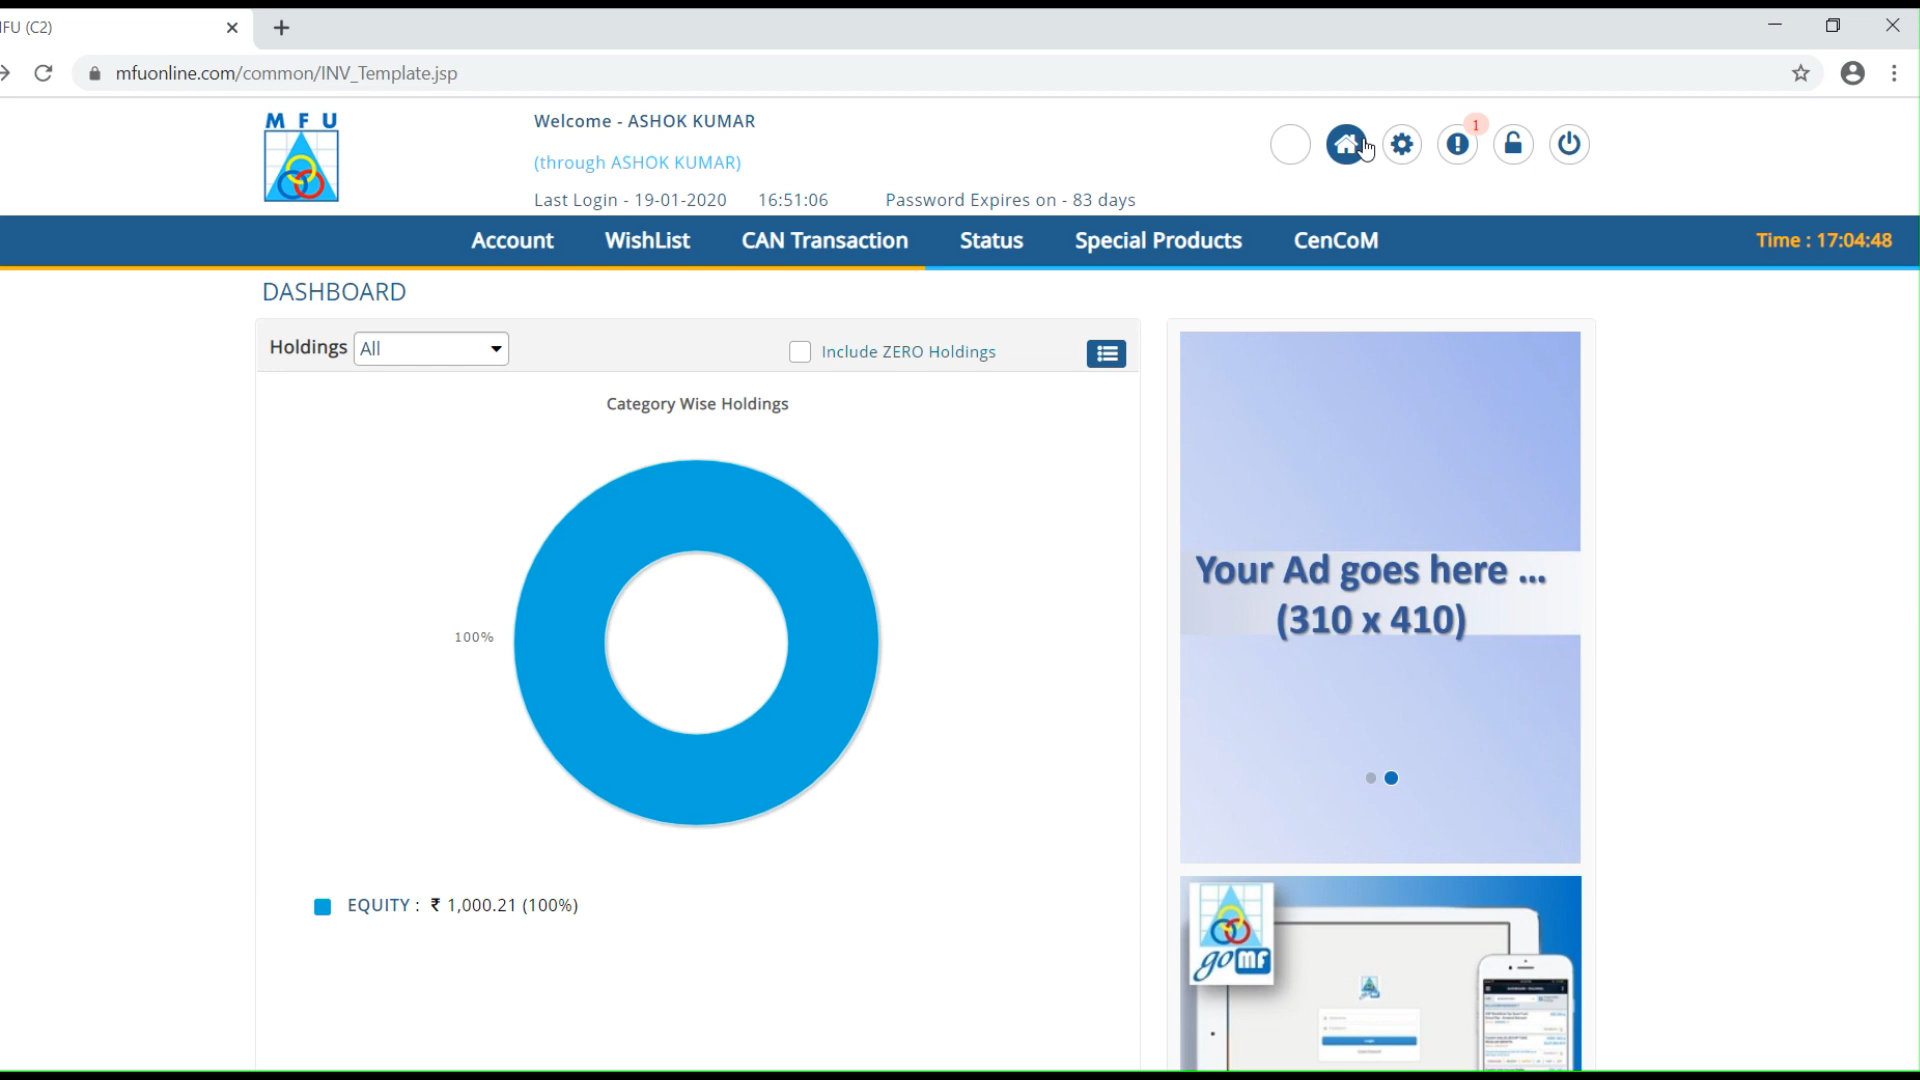 FU (C2)
mfuonline.com/common/INV_Template.jsp
M F U
Welcome - ASHOK KUMAR
(through ASHOK KUMAR)
Last Login - 19-01-2020 16:51:06 Password Expires on - 83 days
1
Account WishList CAN Transaction Status Special Products CenCoM Time : 17:04:48
DASHBOARD
Holdings All Include ZERO Holdings
Category Wise Holdings
100%
EQUITY : ₹ 1,000.21 (100%)
Your Ad goes here ...
(310 x 410)
go MF